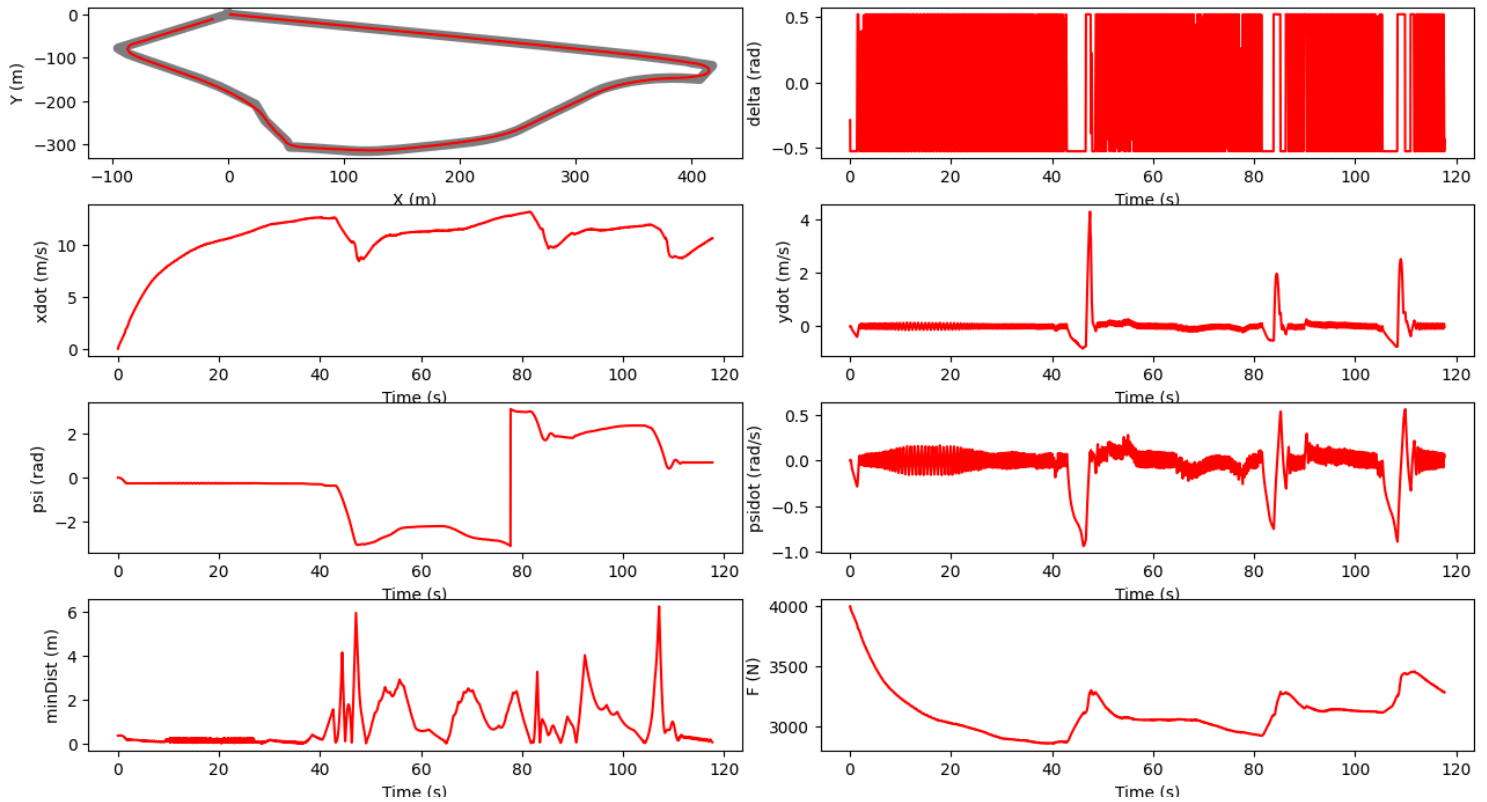 0
−100
−200
−300
Y (m)
−100 0 100 200 300 400
X (m)
0.5
0.0
−0.5
delta (rad)
0 20 40 60 80 100 120
Time (s)
10
5
0
xdot (m/s)
0 20 40 60 80 100 120
Time (s)
4
2
0
ydot (m/s)
0 20 40 60 80 100 120
Time (s)
2
0
−2
psi (rad)
0 20 40 60 80 100 120
Time (s)
0.5
0.0
−0.5
−1.0
psidot (rad/s)
0 20 40 60 80 100 120
Time (s)
6
4
2
0
minDist (m)
0 20 40 60 80 100 120
Time (s)
4000
3500
3000
F (N)
0 20 40 60 80 100 120
Time (s)